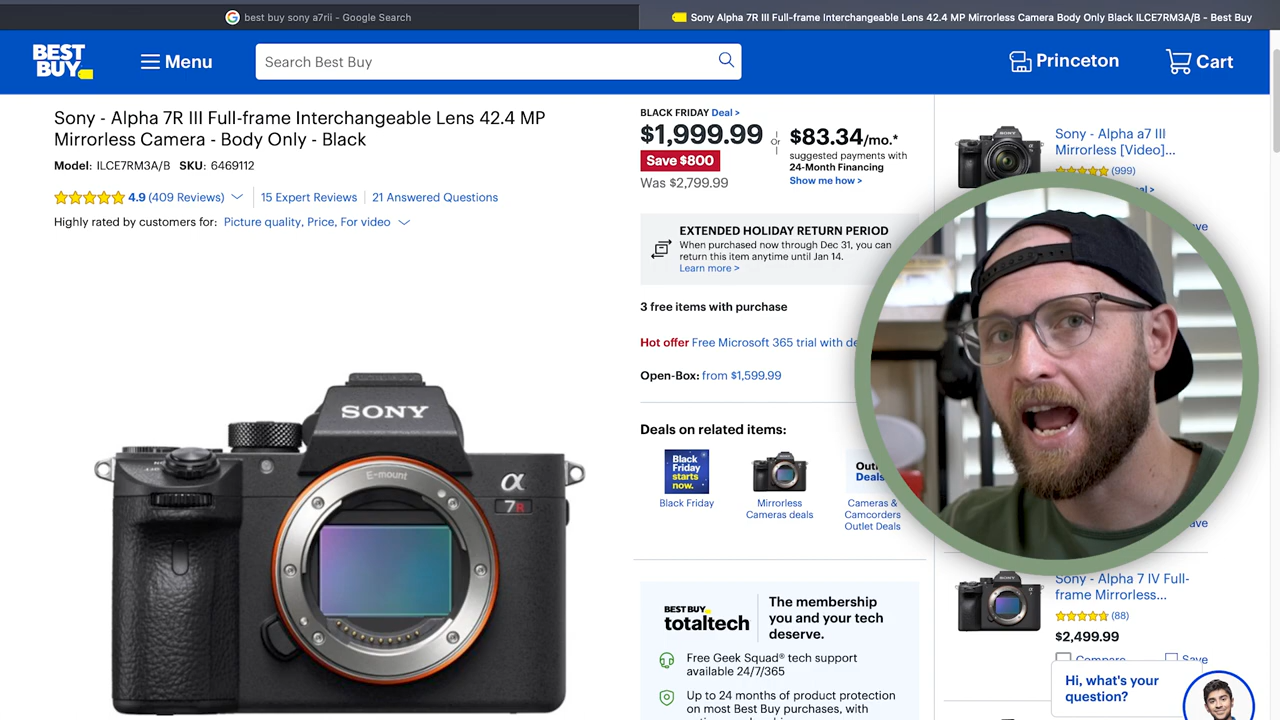 best buy sony a7rii - Google Search
Sony Alpha 7R III Full-frame Interchangeable Lens 42.4 MP Mirrorless Camera Body Only Black ILCE7RM3A/B - Best Buy
BEST BUY
Menu
Search Best Buy
Princeton
Cart
Sony - Alpha 7R III Full-frame Interchangeable Lens 42.4 MP
Mirrorless Camera - Body Only - Black
Model: ILCE7RM3A/B SKU: 6469112
4.9 (409 Reviews)
15 Expert Reviews
21 Answered Questions
Highly rated by customers for: Picture quality, Price, For video
SONY
E-mount
α
7R
BLACK FRIDAY Deal >
$1,999.99
Save $800
Was $2,799.99
Or
$83.34/mo.*
suggested payments with
24-Month Financing
Show me how >
EXTENDED HOLIDAY RETURN PERIOD
When purchased now through Dec 31, you can
return this item anytime until Jan 14.
Learn more >
3 free items with purchase
Hot offer Free Microsoft 365 trial with de
Open-Box: from $1,599.99
Deals on related items:
Black
Friday
starts
now.
Black Friday
Mirrorless
Cameras deals
Deals
Cameras &
Camcorders
Outlet Deals
BEST BUY
totaltech
The membership
you and your tech
deserve.
Free Geek Squad® tech support
available 24/7/365
Up to 24 months of product protection
on most Best Buy purchases, with
Sony - Alpha a7 III
Mirrorless [Video]...
(999)
Sony - Alpha 7 IV Full-
frame Mirrorless...
(88)
$2,499.99
Compare
Save
Hi, what's your
question?